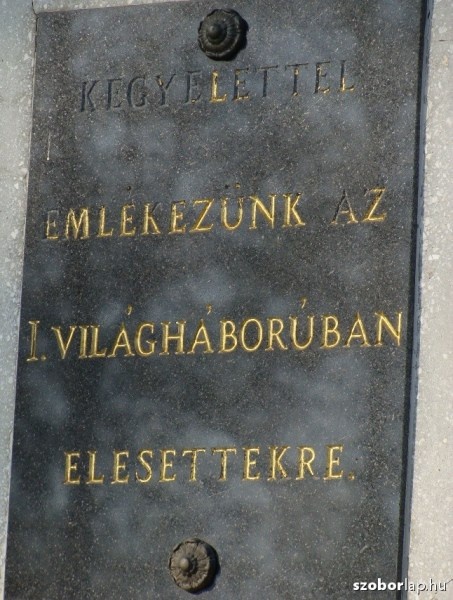 KEGYELETTEL
EMLÉKEZÜNK AZ
I. VILÁGHÁBORÚBAN
ELESETTEKRE.
szoborlap.hu